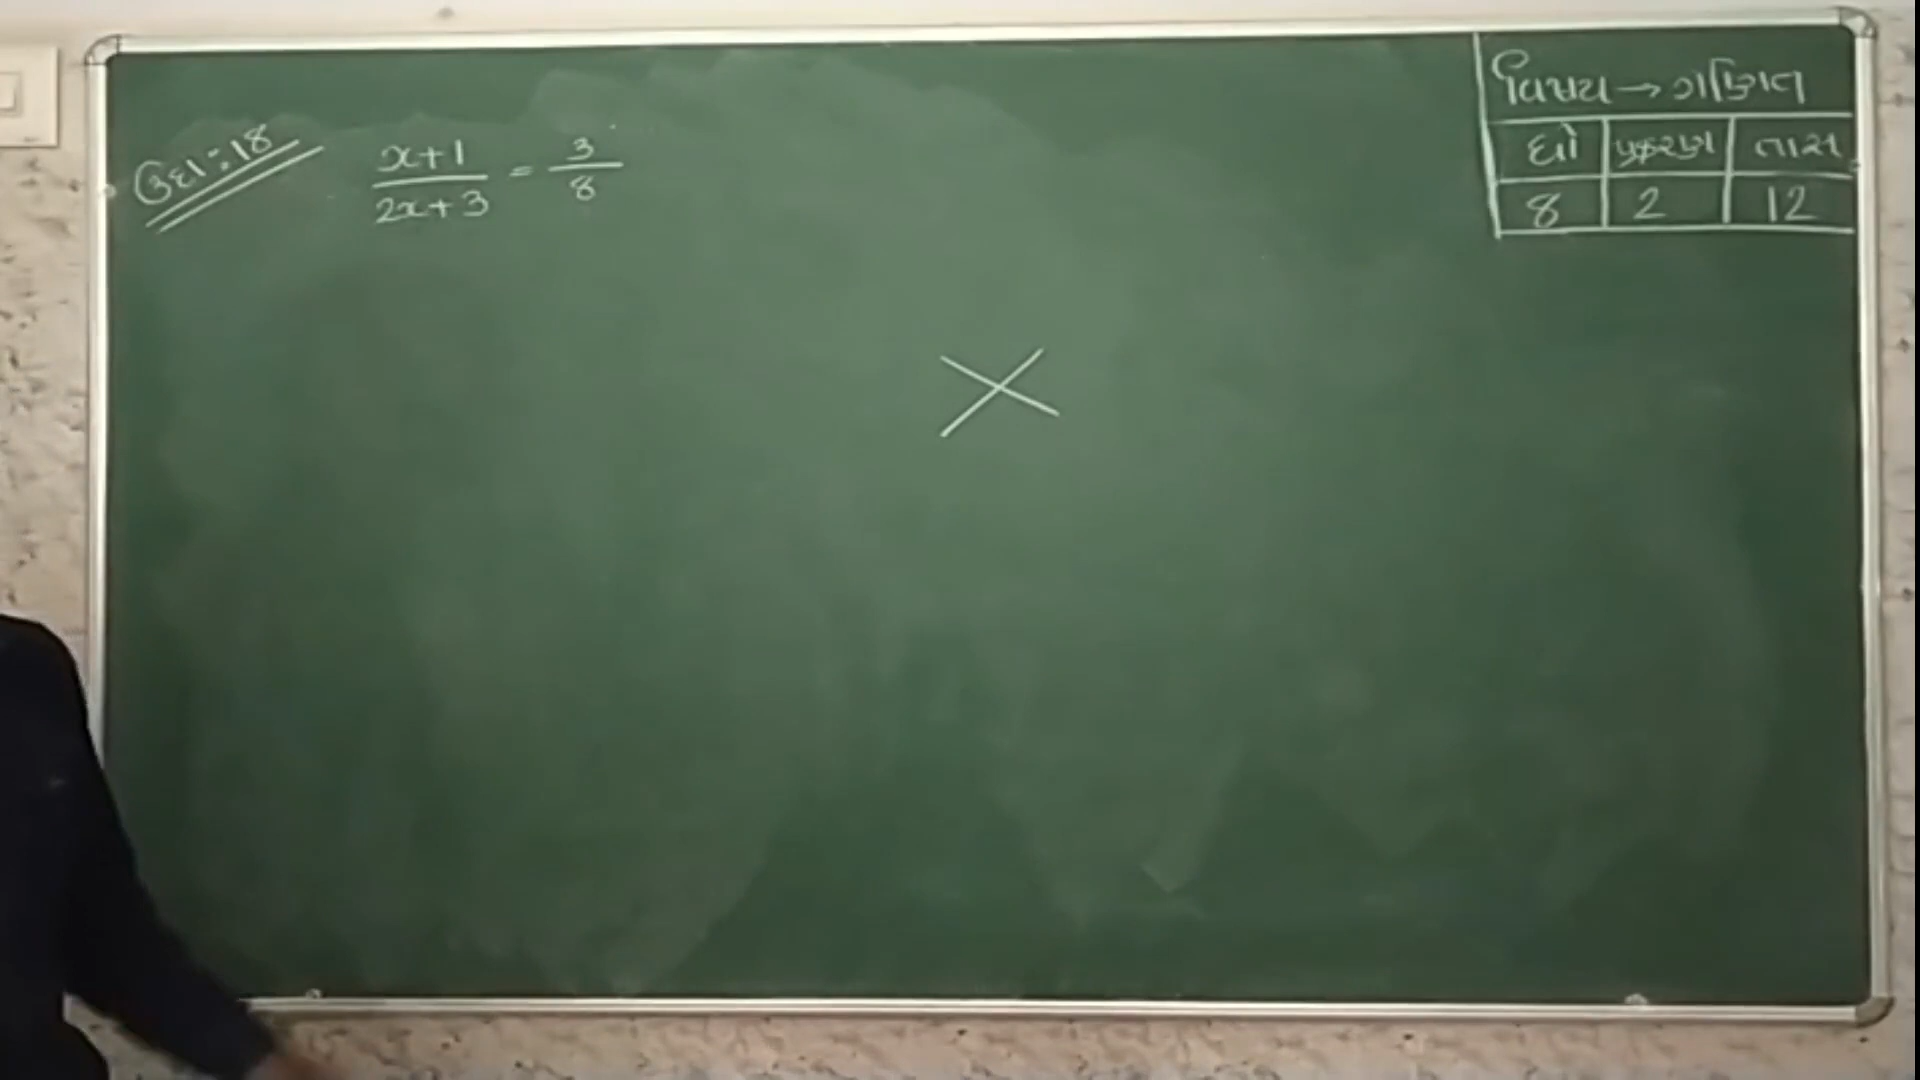 ઉદા:18
x+1/2x+3 = 3/8
વિષય → ગણિત
ધો પ્રકરણ તાસ
8 2 12